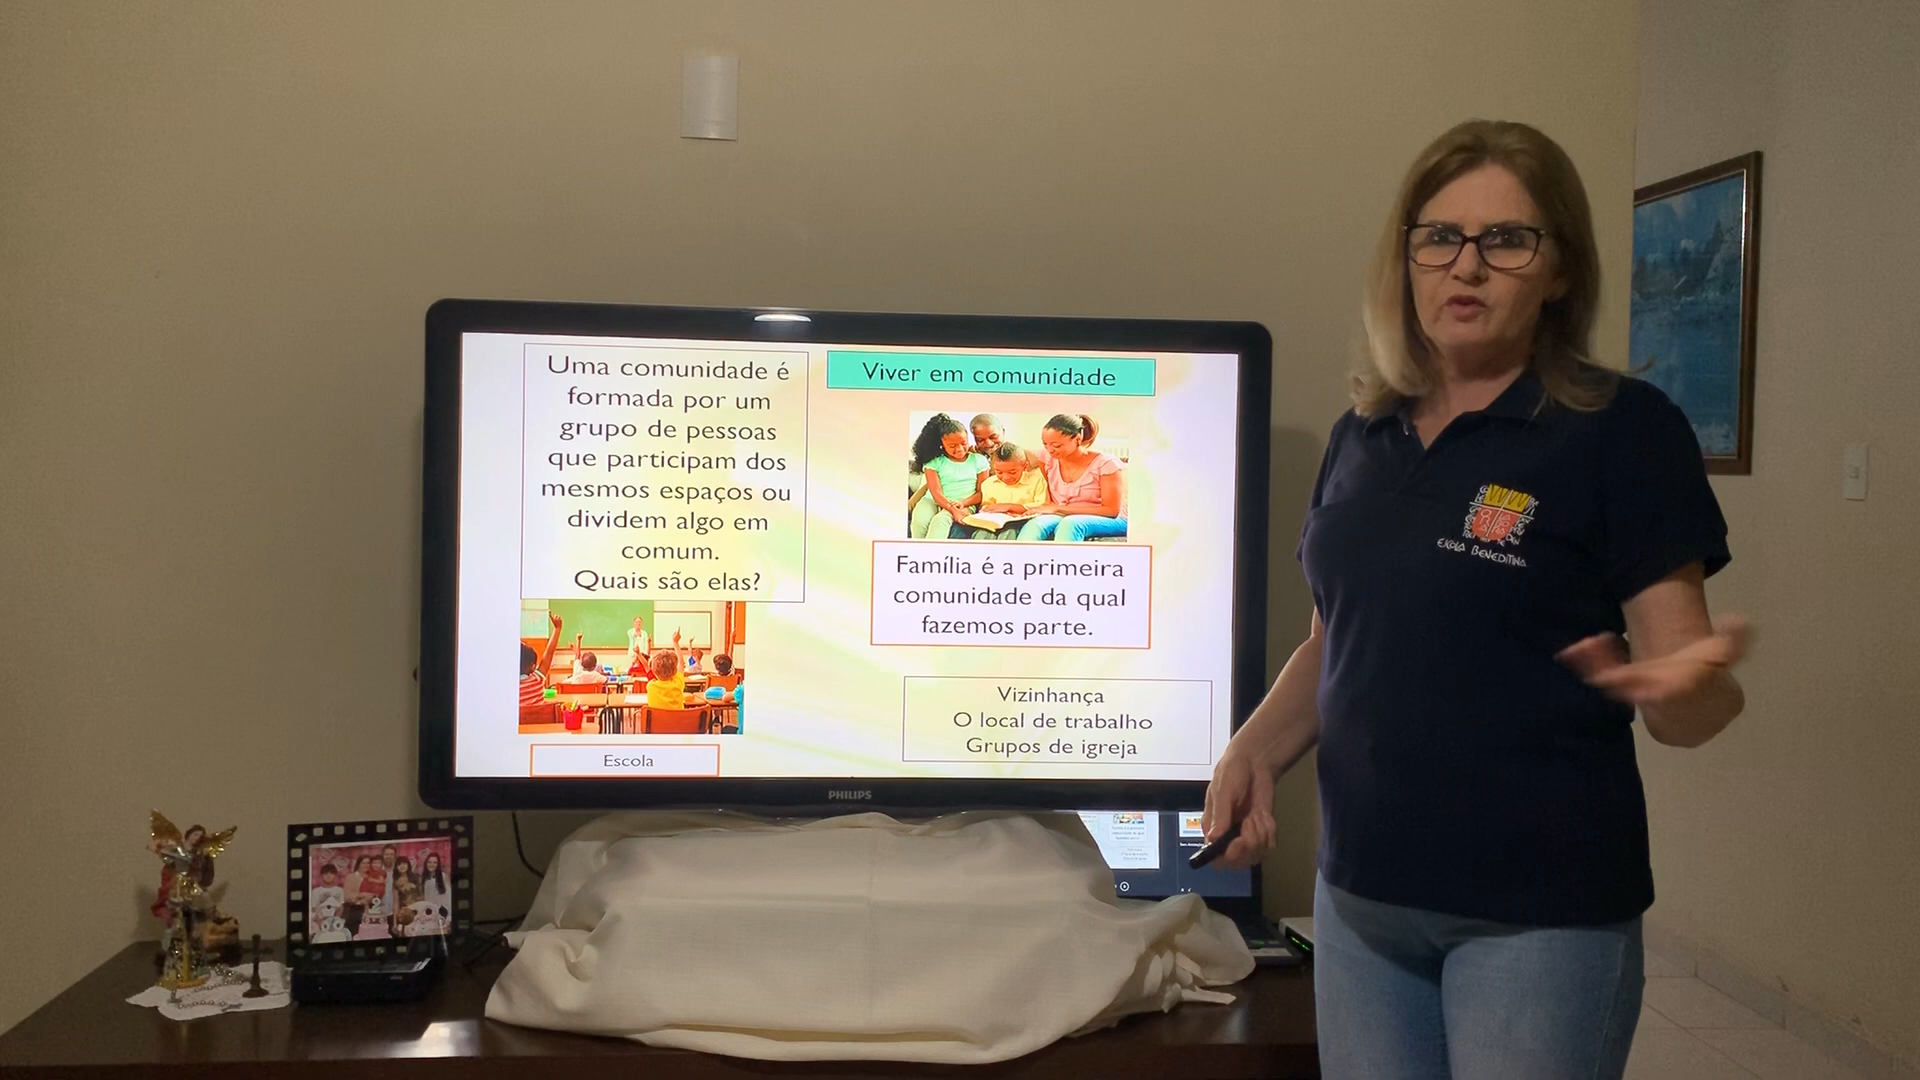 Uma comunidade é
formada por um
grupo de pessoas
que participam dos
mesmos espaços ou
dividem algo em
comum.
Quais são elas?
Escola
Viver em comunidade
Família é a primeira
comunidade da qual
fazemos parte.
Vizinhança
O local de trabalho
Grupos de igreja
PHILIPS
ESCOLA BENEDITINA